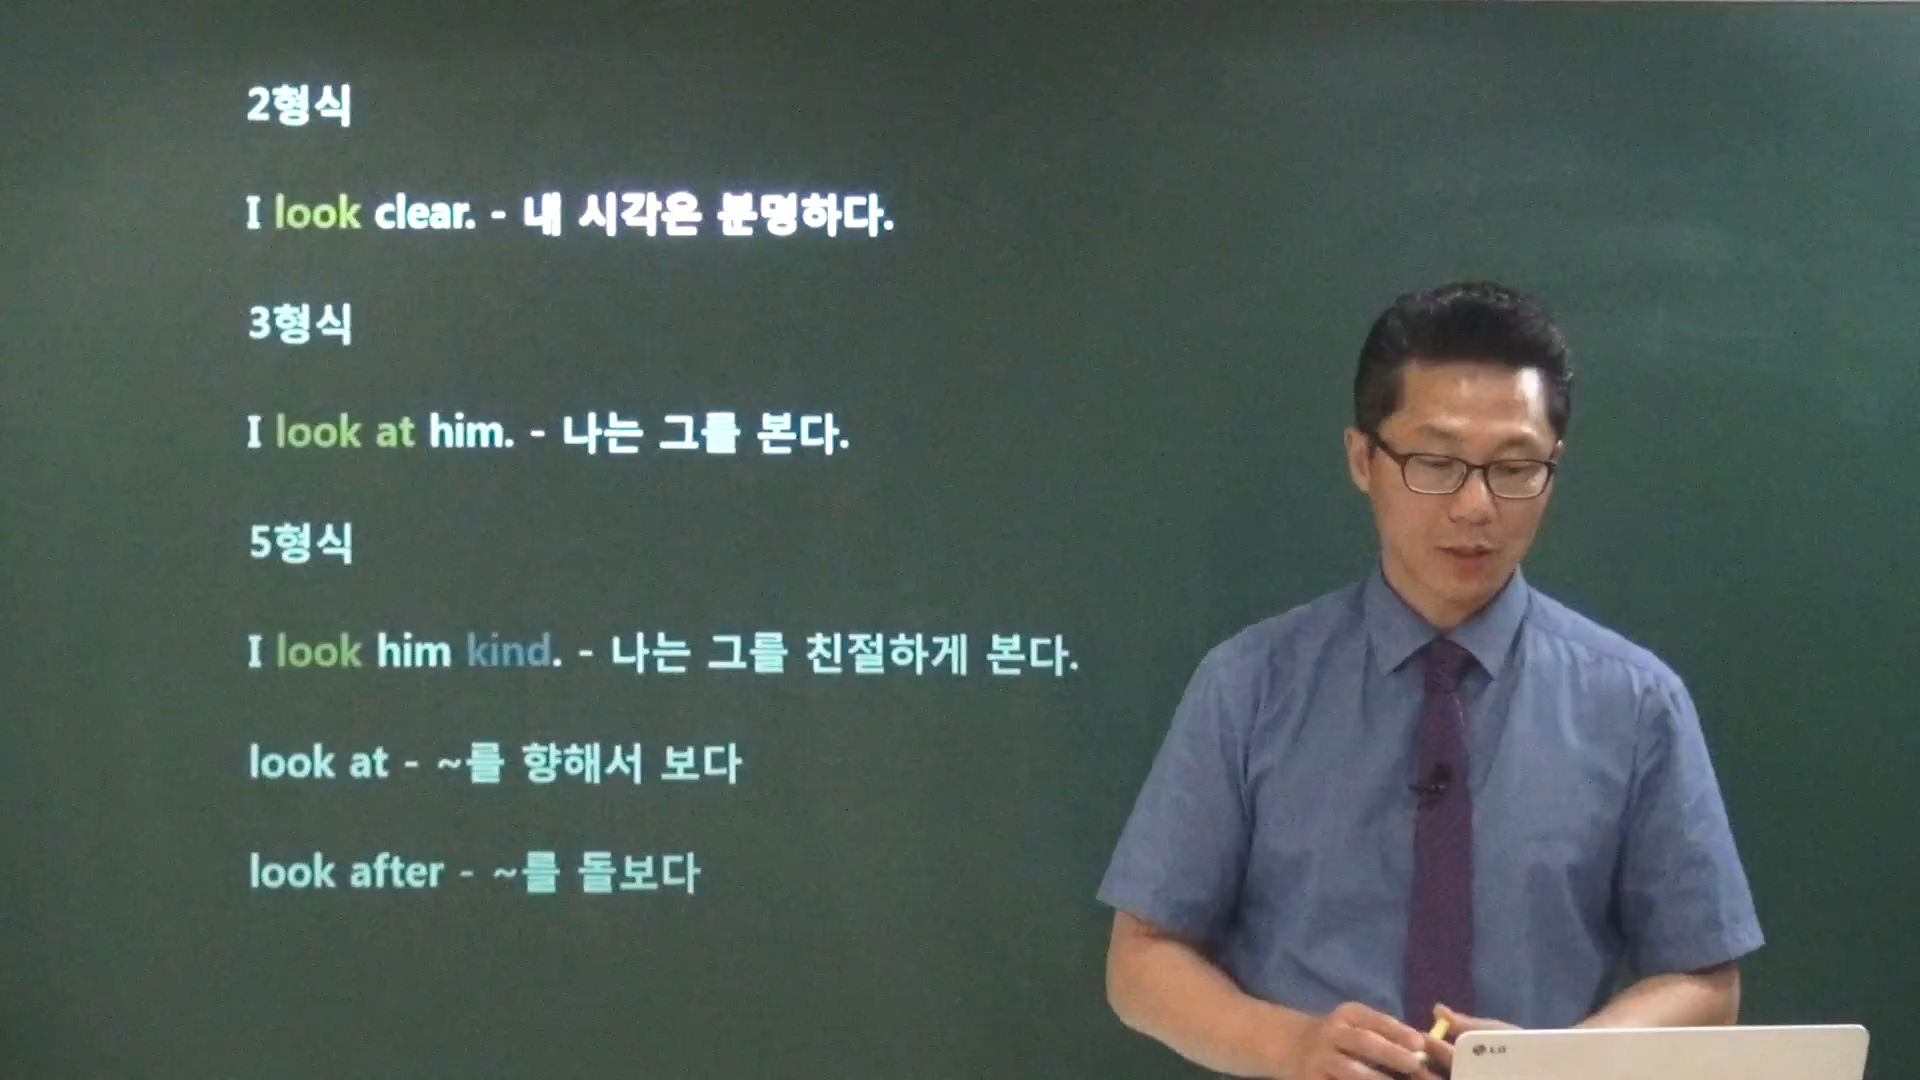 2형식
I look clear. - 내 시각은 분명하다.
3형식
I look at him. - 나는 그를 본다.
5형식
I look him kind. - 나는 그를 친절하게 본다.
look at - ~를 향해서 보다
look after - ~를 돌보다
LG